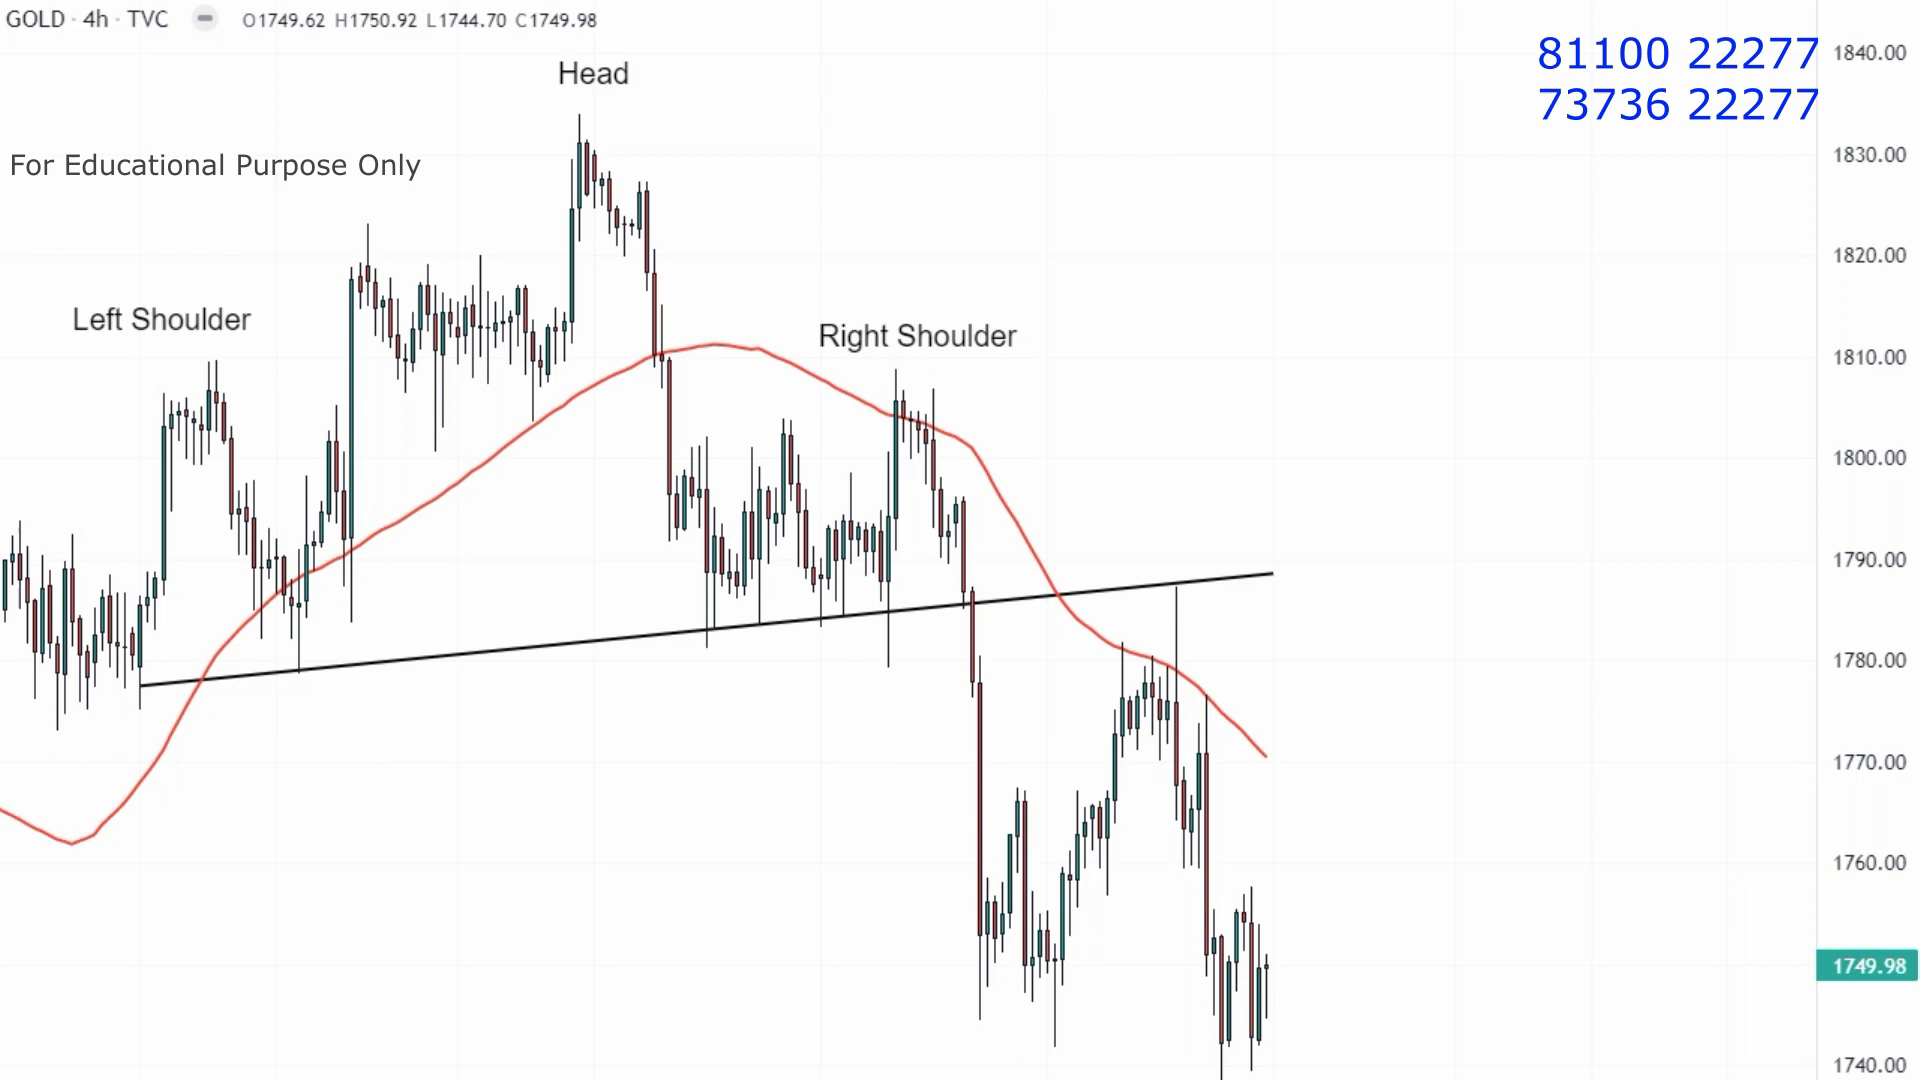 GOLD · 4h · TVC O1749.62 H1750.92 L1744.70 C1749.98
81100 22277
73736 22277
Head
For Educational Purpose Only
Left Shoulder
Right Shoulder
1840.00
1830.00
1820.00
1810.00
1800.00
1790.00
1780.00
1770.00
1760.00
1749.98
1740.00